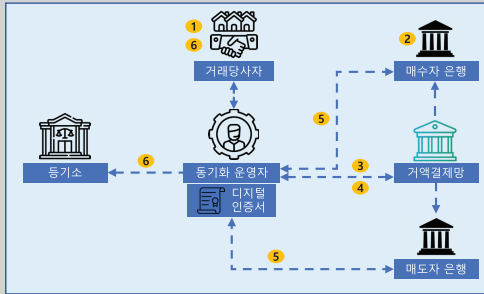 1
6
거래당사자
2
매수자 은행
5
등기소
6
동기화 운영자
3
4
거액결제망
디지털
인증서
5
매도자 은행